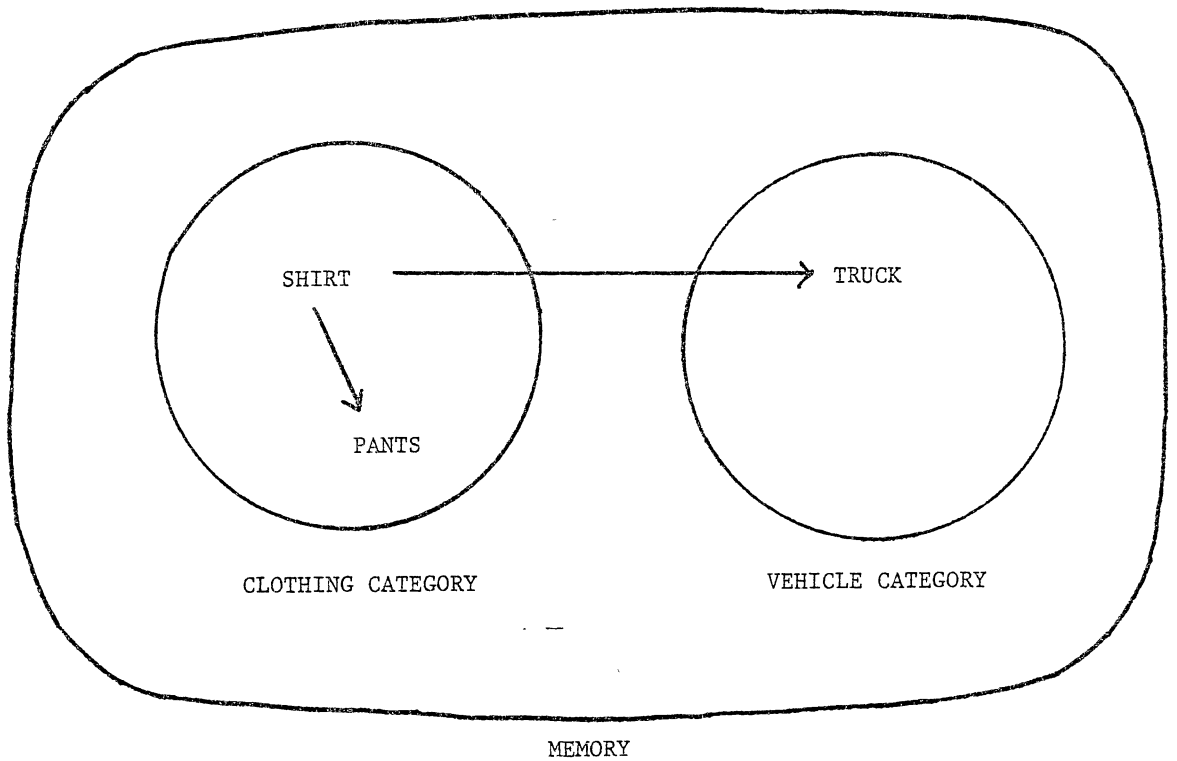 SHIRT
TRUCK
PANTS
CLOTHING CATEGORY
VEHICLE CATEGORY
MEMORY